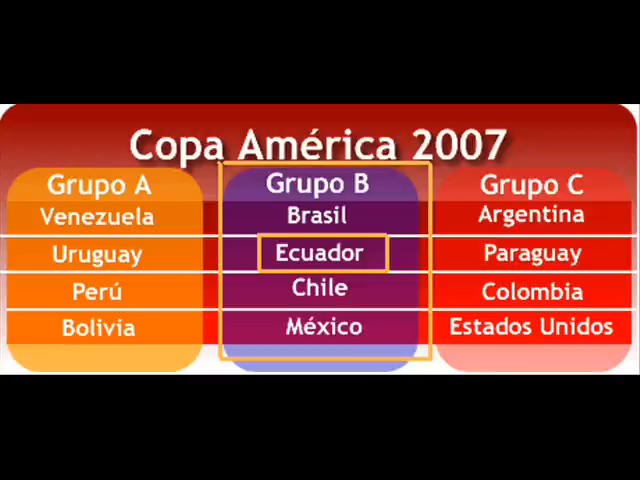 Copa América 2007
Grupo A
Venezuela
Uruguay
Perú
Bolivia
Grupo B
Brasil
Ecuador
Chile
México
Grupo C
Argentina
Paraguay
Colombia
Estados Unidos